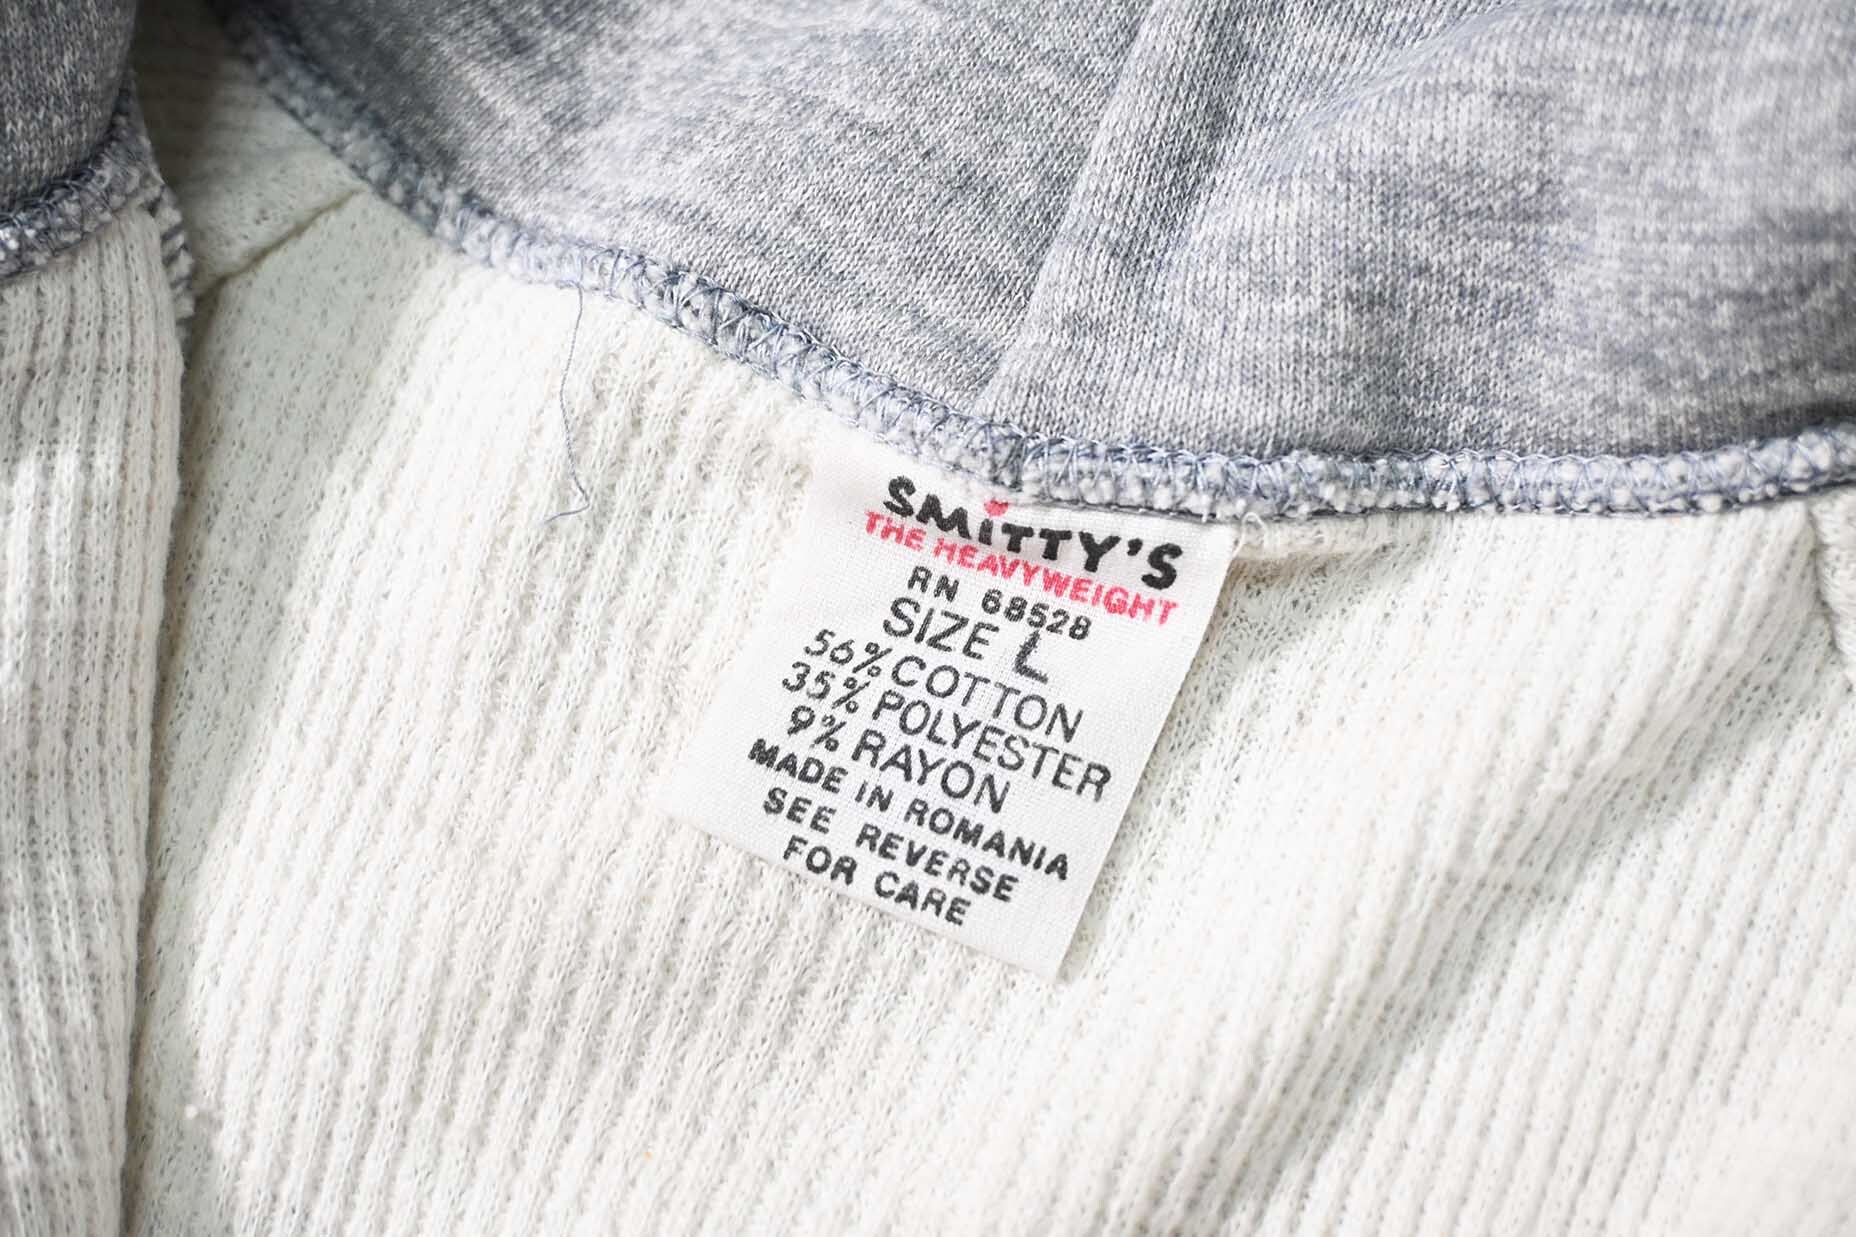 SMiTTY'S
THE HEAVYWEIGHT
RN 68528
SIZE L
56% COTTON
35% POLYESTER
9% RAYON
MADE IN ROMANIA
SEE REVERSE
FOR CARE